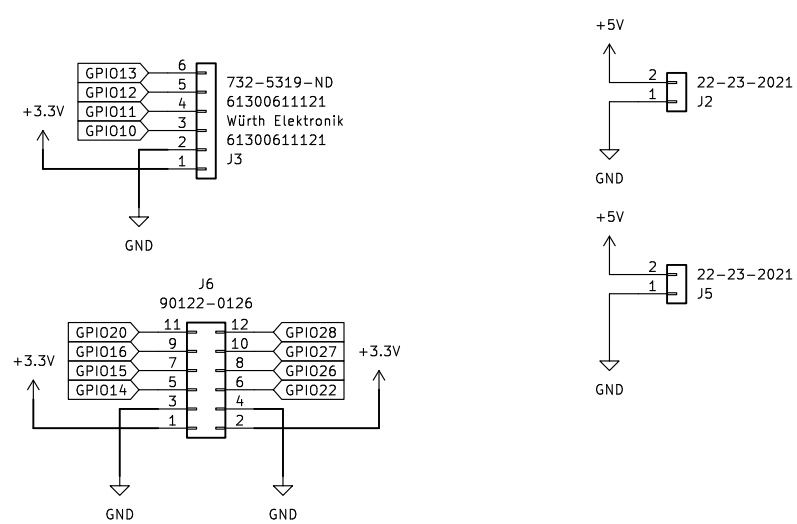 +5V
2
1
22-23-2021
J2
GND
GPIO13
GPIO12
GPIO11
GPIO10
+3.3V
6
5
4
3
2
1
732-5319-ND
61300611121
Würth Elektronik
61300611121
J3
GND
+5V
2
1
22-23-2021
J5
GND
J6
90122-0126
GPIO20 11 12 GPIO28
GPIO16 9 10 GPIO27
GPIO15 7 8 GPIO26
GPIO14 5 6 GPIO22
+3.3V
+3.3V
3 4
1 2
GND
GND